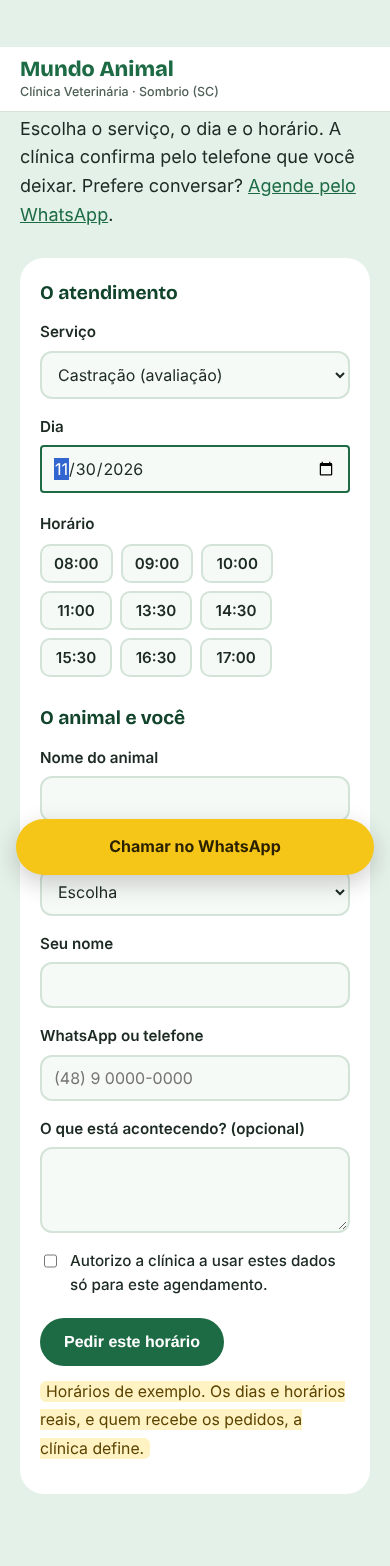 Mundo Animal
Clínica Veterinária · Sombrio (SC)
Escolha o serviço, o dia e o horário. A
clínica confirma pelo telefone que você
deixar. Prefere conversar? Agende pelo
WhatsApp.
O atendimento
Serviço
Castração (avaliação)
Dia
11/30/2026
Horário
08:00 09:00 10:00
11:00 13:30 14:30
15:30 16:30 17:00
O animal e você
Nome do animal
Chamar no WhatsApp
Escolha
Seu nome
WhatsApp ou telefone
(48) 9 0000-0000
O que está acontecendo? (opcional)
Autorizo a clínica a usar estes dados
só para este agendamento.
Pedir este horário
Horários de exemplo. Os dias e horários
reais, e quem recebe os pedidos, a
clínica define.